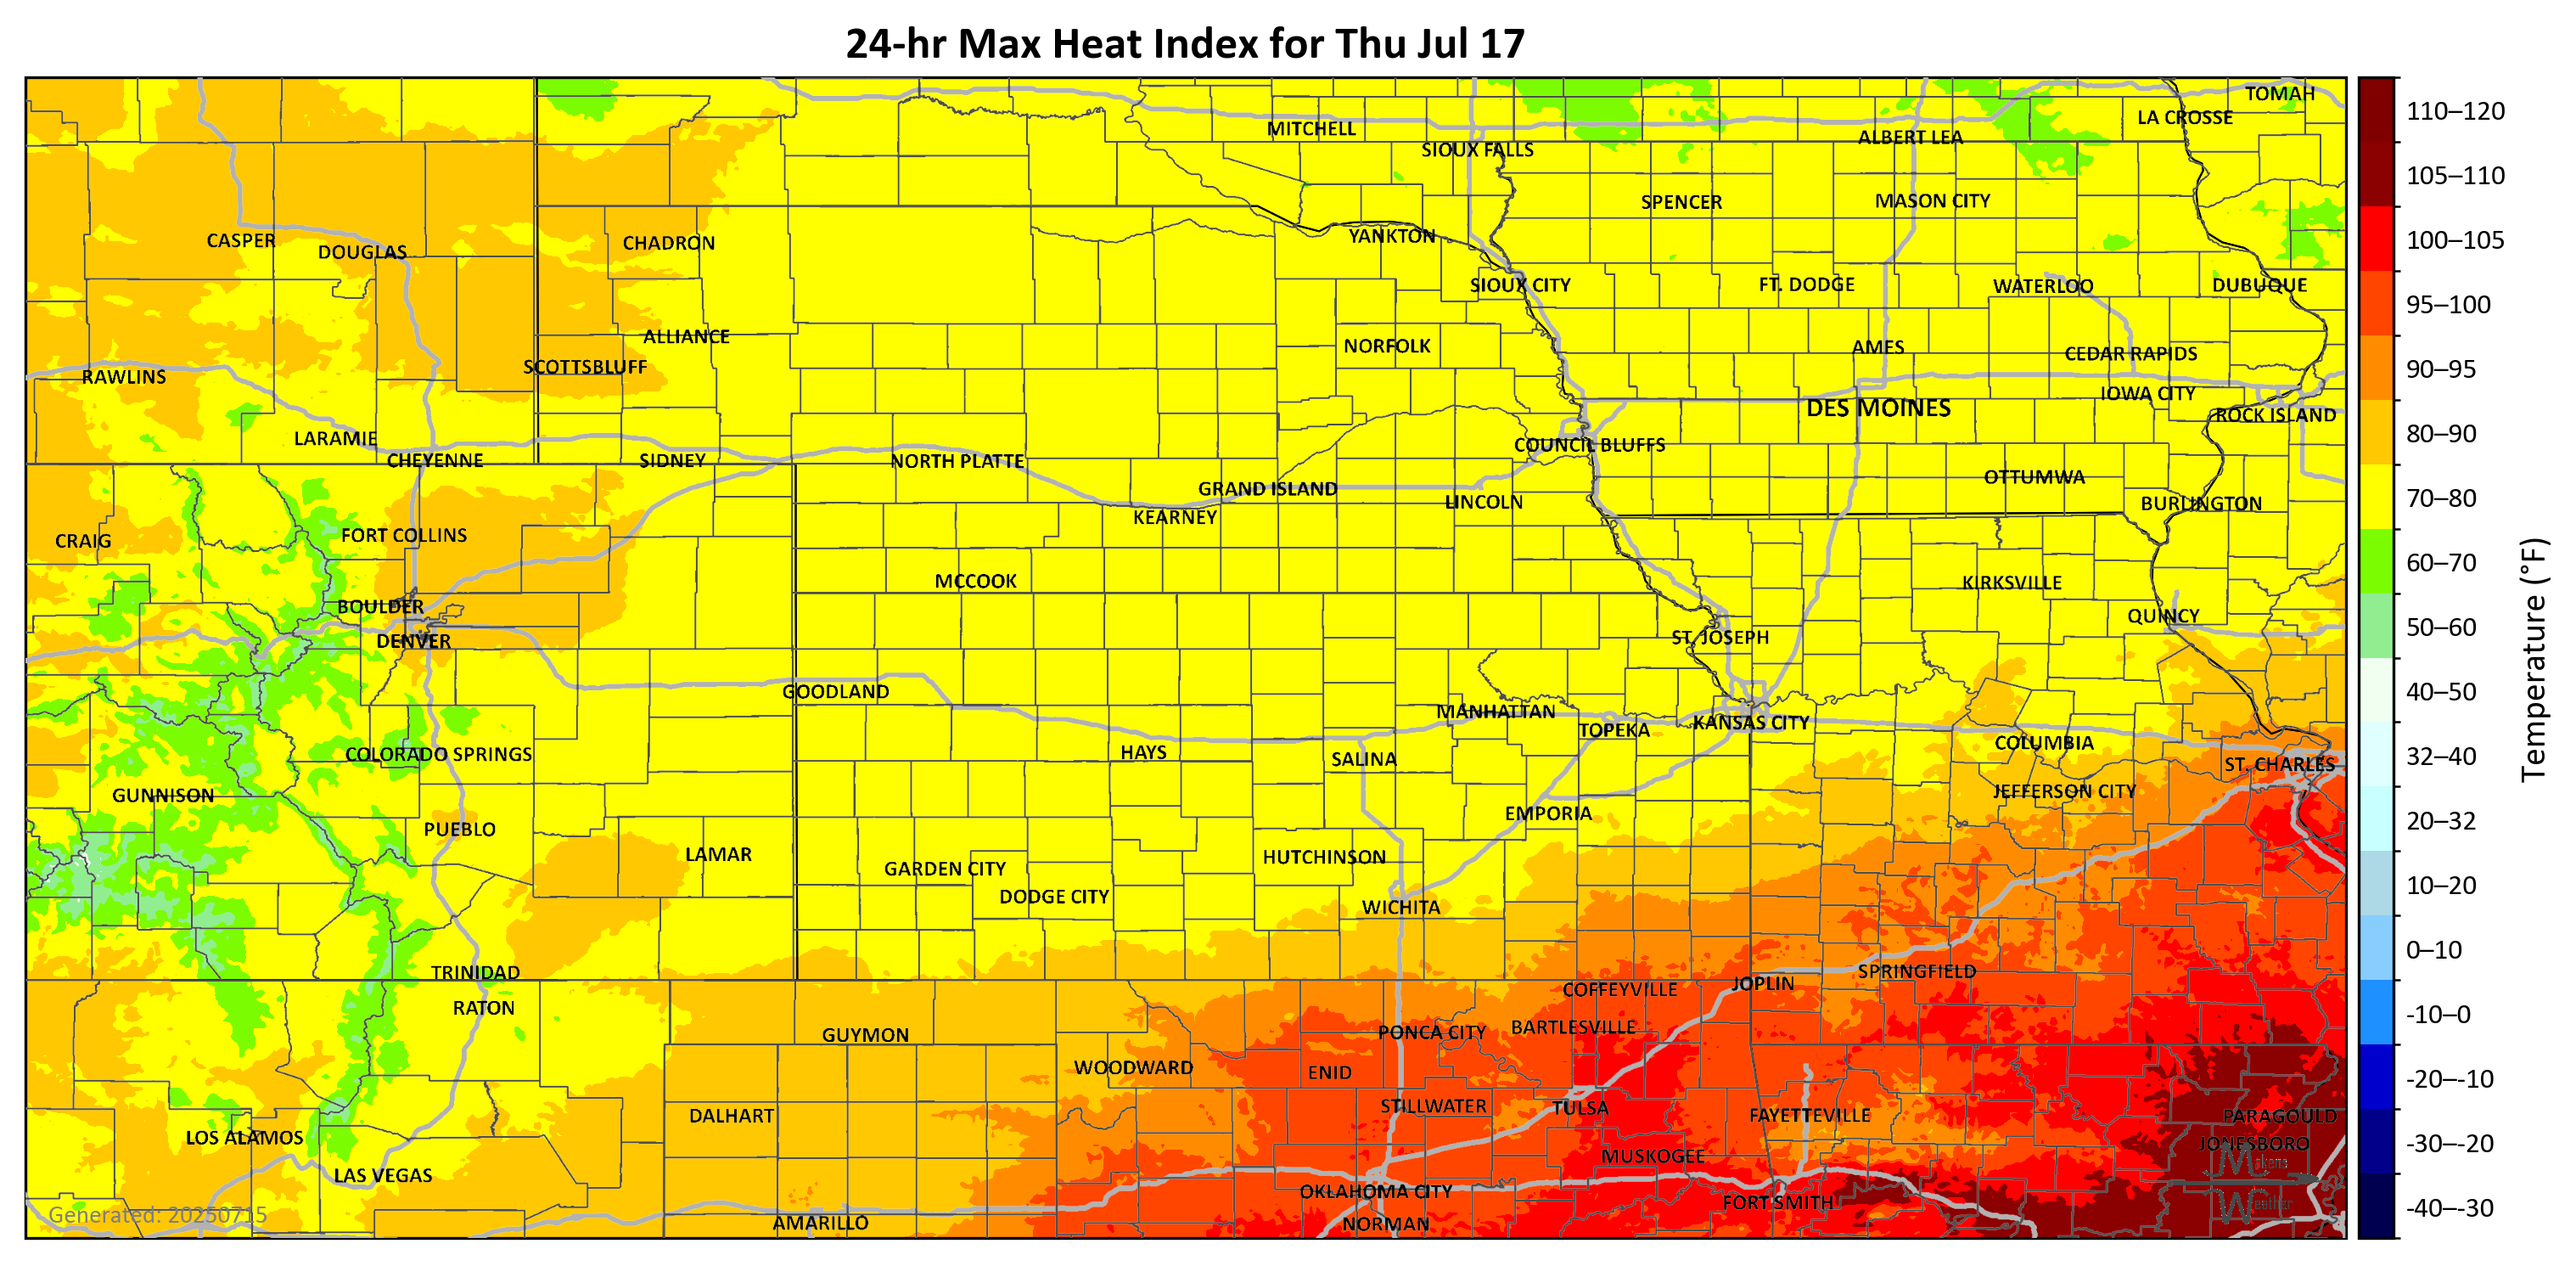 24-hr Max Heat Index for Thu Jul 17
TOMAH
LA CROSSE
MITCHELL
ALBERT LEA
SIOUX FALLS
SPENCER
MASON CITY
CASPER
DOUGLAS
CHADRON
YANKTON
SIOUX CITY
FT. DODGE
WATERLOO
DUBUQUE
ALLIANCE
NORFOLK
AMES
CEDAR RAPIDS
SCOTTSBLUFF
RAWLINS
IOWA CITY
DES MOINES
ROCK ISLAND
LARAMIE
COUNCIL BLUFFS
CHEYENNE
SIDNEY
NORTH PLATTE
OTTUMWA
GRAND ISLAND
LINCOLN
BURLINGTON
KEARNEY
FORT COLLINS
CRAIG
MCCOOK
KIRKSVILLE
BOULDER
QUINCY
DENVER
ST. JOSEPH
GOODLAND
MANHATTAN
TOPEKA
KANSAS CITY
COLUMBIA
COLORADO SPRINGS
HAYS
SALINA
ST. CHARLES
GUNNISON
JEFFERSON CITY
EMPORIA
PUEBLO
LAMAR
HUTCHINSON
GARDEN CITY
DODGE CITY
WICHITA
TRINIDAD
SPRINGFIELD
JOPLIN
COFFEYVILLE
RATON
GUYMON
PONCA CITY
BARTLESVILLE
WOODWARD
ENID
STILLWATER
TULSA
DALHART
FAYETTEVILLE
PARAGOULD
LOS ALAMOS
JONESBORO
MUSKOGEE
LAS VEGAS
OKLAHOMA CITY
FORT SMITH
Generated: 20250715
AMARILLO
NORMAN
Weather
110–120
105–110
100–105
95–100
90–95
80–90
70–80
60–70
50–60
40–50
32–40
20–32
10–20
0–10
-10–0
-20–-10
-30–-20
-40–-30
Temperature (°F)